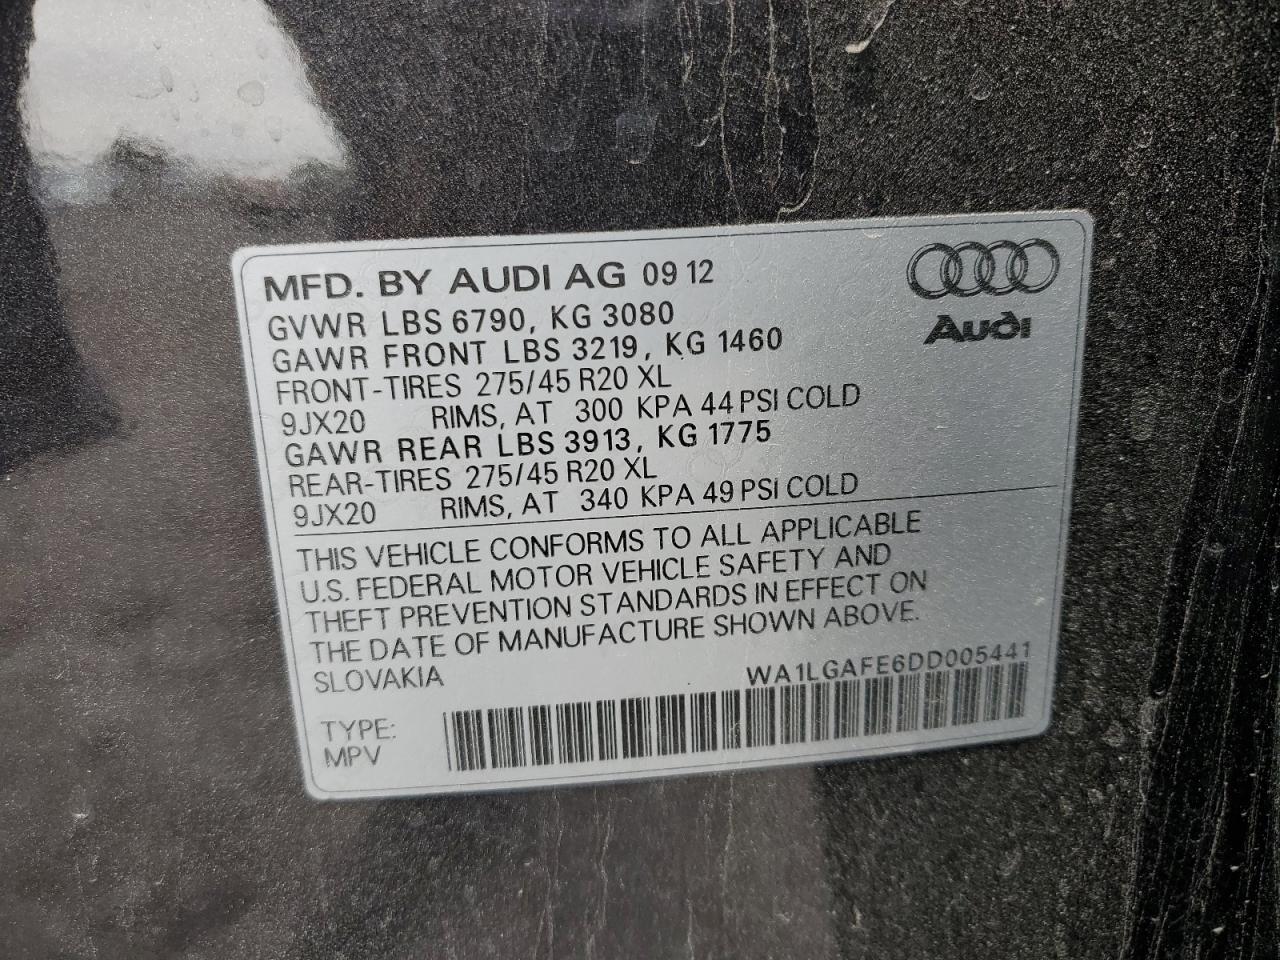 MFD. BY AUDI AG 09 12
Audi
GVWR LBS 6790, KG 3080
GAWR FRONT LBS 3219, KG 1460
FRONT-TIRES 275/45 R20 XL
9JX20 RIMS, AT 300 KPA 44 PSI COLD
GAWR REAR LBS 3913, KG 1775
REAR-TIRES 275/45 R20 XL
9JX20 RIMS, AT 340 KPA 49 PSI COLD
THIS VEHICLE CONFORMS TO ALL APPLICABLE
U.S. FEDERAL MOTOR VEHICLE SAFETY AND
THEFT PREVENTION STANDARDS IN EFFECT ON
THE DATE OF MANUFACTURE SHOWN ABOVE.
SLOVAKIA WA1LGAFE6DD005441
TYPE:
MPV